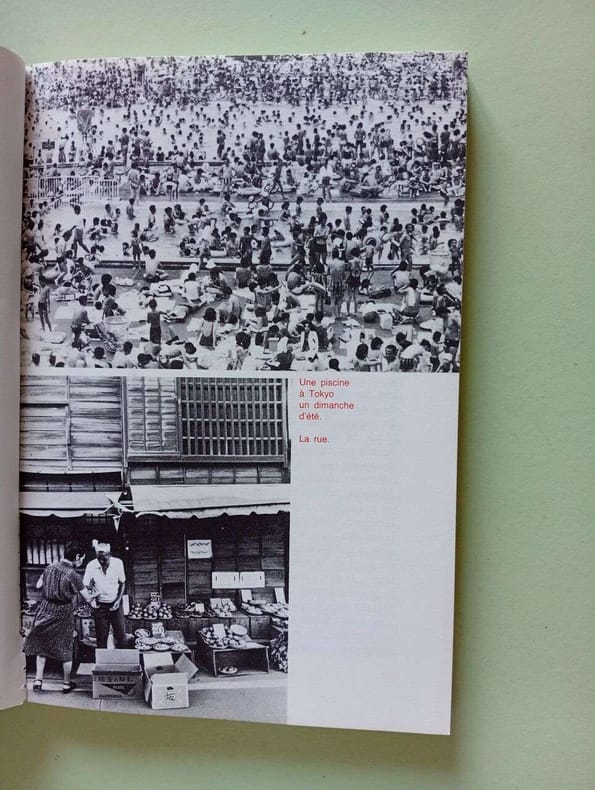 Une piscine
à Tokyo
un dimanche
d'été.
La rue.